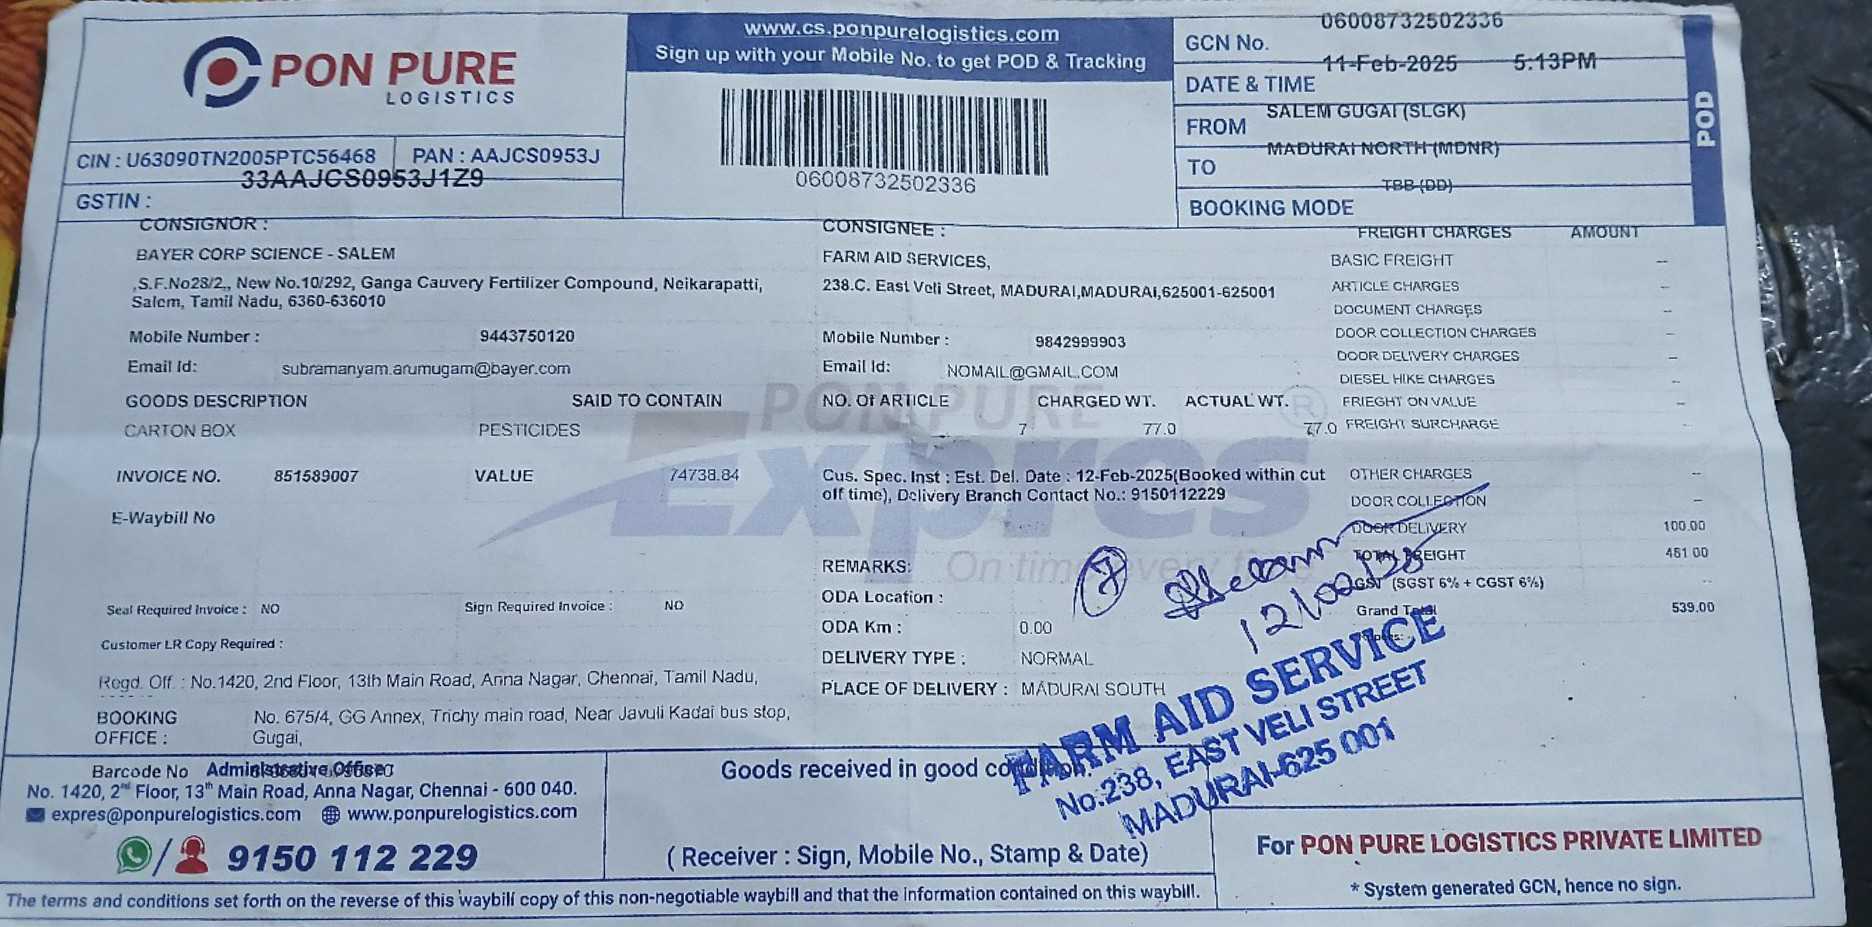 PON PURE
LOGISTICS
www.cs.ponpurelogistics.com
Sign up with your Mobile No. to get POD & Tracking
06008732502336
GCN No. 06008732502336
DATE & TIME 11-Feb-2025 5:13PM
FROM SALEM GUGAI (SLGK)
TO MADURAI NORTH (MDNR)
BOOKING MODE TBB (DD)
POD
CIN : U63090TN2005PTC56468 PAN : AAJCS0953J
GSTIN : 33AAJCS0953J1Z9
CONSIGNOR :
BAYER CORP SCIENCE - SALEM
,S.F.No28/2,, New No.10/292, Ganga Cauvery Fertilizer Compound, Neikarapatti,
Salem, Tamil Nadu, 6360-636010
Mobile Number : 9443750120
Email Id: subramanyam.arumugam@bayer.com
CONSIGNEE :
FARM AID SERVICES,
238.C. East Veli Street, MADURAI,MADURAI,625001-625001
Mobile Number : 9842999903
Email Id: NOMAIL@GMAIL.COM
GOODS DESCRIPTION SAID TO CONTAIN NO. Of ARTICLE CHARGED WT. ACTUAL WT.
CARTON BOX PESTICIDES 7 77.0 77.0
PON PURE
Expres
On time every time
INVOICE NO. 851589007 VALUE 74738.84
E-Waybill No
Cus. Spec. Inst : Est. Del. Date : 12-Feb-2025(Booked within cut
off time), Delivery Branch Contact No.: 9150112229
REMARKS:
ODA Location :
ODA Km : 0.00
DELIVERY TYPE : NORMAL
PLACE OF DELIVERY : MADURAI SOUTH
Seal Required Invoice : NO Sign Required Invoice : NO
Customer LR Copy Required :
Regd. Off. : No.1420, 2nd Floor, 13th Main Road, Anna Nagar, Chennai, Tamil Nadu,
BOOKING OFFICE : No. 675/4, GG Annex, Trichy main road, Near Javuli Kadai bus stop,
Gugai,
FREIGHT CHARGES AMOUNT
BASIC FREIGHT --
ARTICLE CHARGES --
DOCUMENT CHARGES --
DOOR COLLECTION CHARGES --
DOOR DELIVERY CHARGES --
DIESEL HIKE CHARGES --
FRIEGHT ON VALUE --
FREIGHT SURCHARGE --
OTHER CHARGES --
DOOR COLLECTION --
DOOR DELIVERY 100.00
TOTAL FREIGHT 481.00
GST (SGST 6% + CGST 6%) --
Grand Total 539.00
Rupees:
7
FARM AID SERVICE
No.238, EAST VELI STREET
MADURAI-625 001
Barcode No Administrative Office:
No. 1420, 2nd Floor, 13th Main Road, Anna Nagar, Chennai - 600 040.
expres@ponpurelogistics.com www.ponpurelogistics.com
9150 112 229
Goods received in good condition.
( Receiver : Sign, Mobile No., Stamp & Date)
For PON PURE LOGISTICS PRIVATE LIMITED
* System generated GCN, hence no sign.
The terms and conditions set forth on the reverse of this waybill copy of this non-negotiable waybill and that the information contained on this waybill.